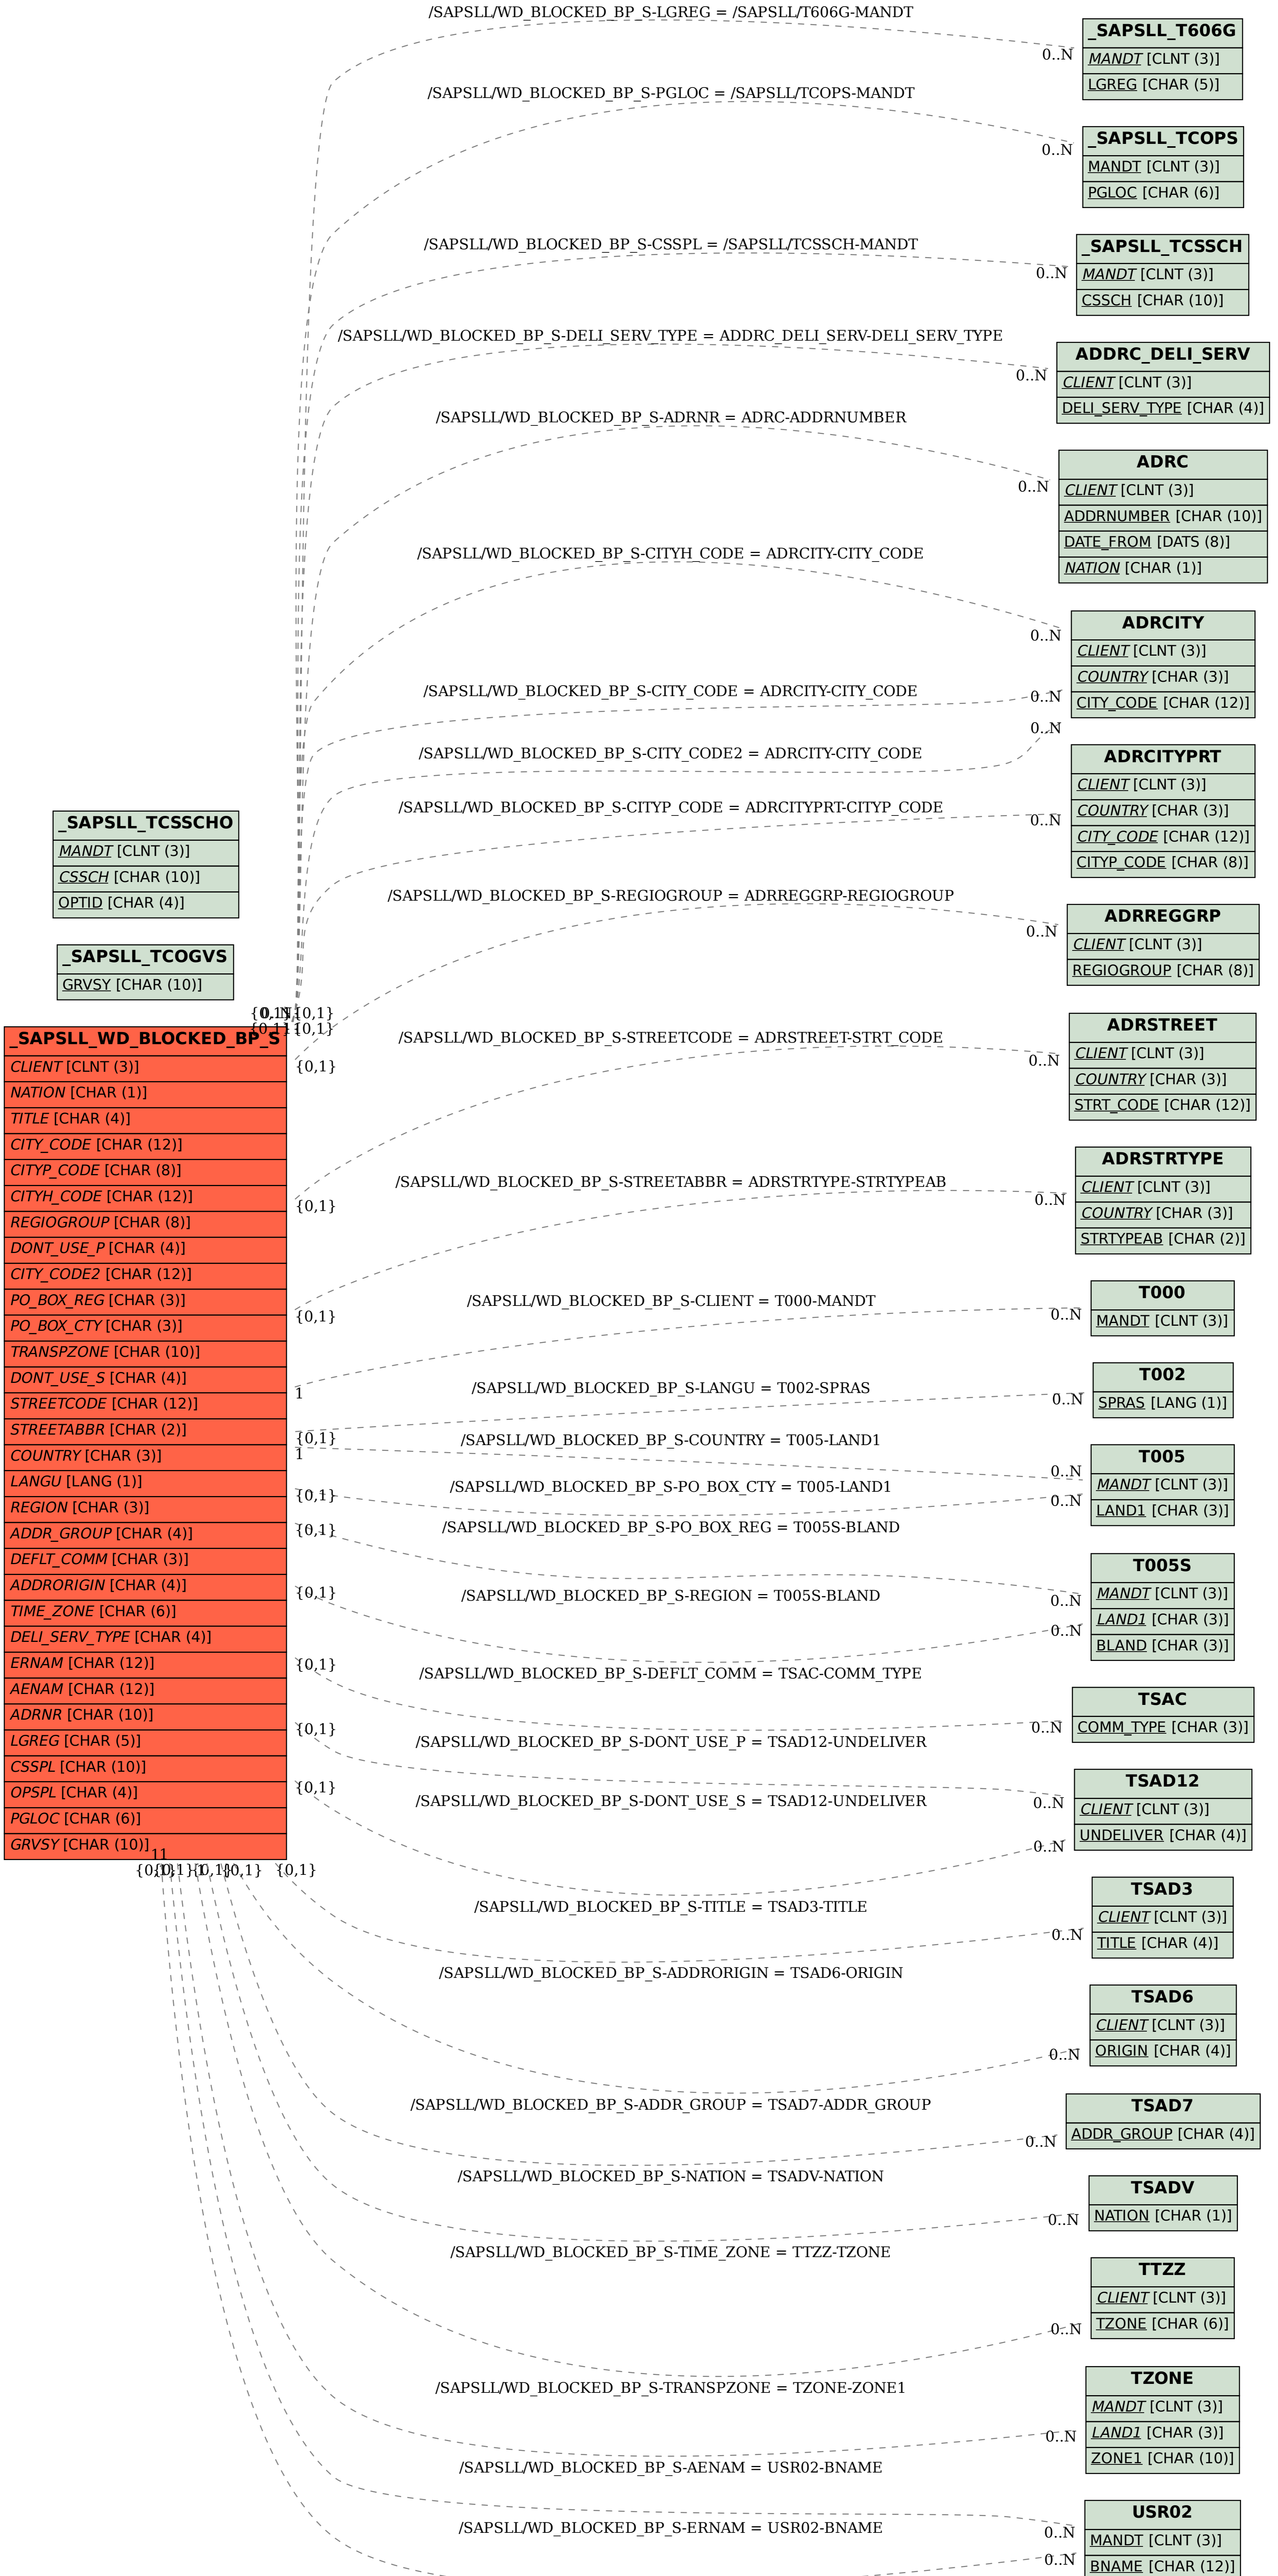 /SAPSLL/WD_BLOCKED_BP_S-LGREG = /SAPSLL/T606G-MANDT
0..N
_SAPSLL_T606G
MANDT [CLNT (3)]
LGREG [CHAR (5)]
/SAPSLL/WD_BLOCKED_BP_S-PGLOC = /SAPSLL/TCOPS-MANDT
0..N
_SAPSLL_TCOPS
MANDT [CLNT (3)]
PGLOC [CHAR (6)]
/SAPSLL/WD_BLOCKED_BP_S-CSSPL = /SAPSLL/TCSSCH-MANDT
0..N
_SAPSLL_TCSSCH
MANDT [CLNT (3)]
CSSCH [CHAR (10)]
/SAPSLL/WD_BLOCKED_BP_S-DELI_SERV_TYPE = ADDRC_DELI_SERV-DELI_SERV_TYPE
0..N
ADDRC_DELI_SERV
CLIENT [CLNT (3)]
DELI_SERV_TYPE [CHAR (4)]
/SAPSLL/WD_BLOCKED_BP_S-ADRNR = ADRC-ADDRNUMBER
0..N
ADRC
CLIENT [CLNT (3)]
ADDRNUMBER [CHAR (10)]
DATE_FROM [DATS (8)]
NATION [CHAR (1)]
/SAPSLL/WD_BLOCKED_BP_S-CITYH_CODE = ADRCITY-CITY_CODE
0..N
/SAPSLL/WD_BLOCKED_BP_S-CITY_CODE = ADRCITY-CITY_CODE
0..N
/SAPSLL/WD_BLOCKED_BP_S-CITY_CODE2 = ADRCITY-CITY_CODE
0..N
ADRCITY
CLIENT [CLNT (3)]
COUNTRY [CHAR (3)]
CITY_CODE [CHAR (12)]
/SAPSLL/WD_BLOCKED_BP_S-CITYP_CODE = ADRCITYPRT-CITYP_CODE
0..N
ADRCITYPRT
CLIENT [CLNT (3)]
COUNTRY [CHAR (3)]
CITY_CODE [CHAR (12)]
CITYP_CODE [CHAR (8)]
_SAPSLL_TCSSCHO
MANDT [CLNT (3)]
CSSCH [CHAR (10)]
OPTID [CHAR (4)]
_SAPSLL_TCOGVS
GRVSY [CHAR (10)]
/SAPSLL/WD_BLOCKED_BP_S-REGIOGROUP = ADRREGGRP-REGIOGROUP
0..N
ADRREGGRP
CLIENT [CLNT (3)]
REGIOGROUP [CHAR (8)]
{0,1}
{0,1}
{0,1}
_SAPSLL_WD_BLOCKED_BP_S
CLIENT [CLNT (3)]
NATION [CHAR (1)]
TITLE [CHAR (4)]
CITY_CODE [CHAR (12)]
CITYP_CODE [CHAR (8)]
CITYH_CODE [CHAR (12)]
REGIOGROUP [CHAR (8)]
DONT_USE_P [CHAR (4)]
CITY_CODE2 [CHAR (12)]
PO_BOX_REG [CHAR (3)]
PO_BOX_CTY [CHAR (3)]
TRANSPZONE [CHAR (10)]
DONT_USE_S [CHAR (4)]
STREETCODE [CHAR (12)]
STREETABBR [CHAR (2)]
COUNTRY [CHAR (3)]
LANGU [LANG (1)]
REGION [CHAR (3)]
ADDR_GROUP [CHAR (4)]
DEFLT_COMM [CHAR (3)]
ADDRORIGIN [CHAR (4)]
TIME_ZONE [CHAR (6)]
DELI_SERV_TYPE [CHAR (4)]
ERNAM [CHAR (12)]
AENAM [CHAR (12)]
ADRNR [CHAR (10)]
LGREG [CHAR (5)]
CSSPL [CHAR (10)]
OPSPL [CHAR (4)]
PGLOC [CHAR (6)]
GRVSY [CHAR (10)]
/SAPSLL/WD_BLOCKED_BP_S-STREETCODE = ADRSTREET-STRT_CODE
{0,1}
0..N
ADRSTREET
CLIENT [CLNT (3)]
COUNTRY [CHAR (3)]
STRT_CODE [CHAR (12)]
/SAPSLL/WD_BLOCKED_BP_S-STREETABBR = ADRSTRTYPE-STRTYPEAB
{0,1}
0..N
ADRSTRTYPE
CLIENT [CLNT (3)]
COUNTRY [CHAR (3)]
STRTYPEAB [CHAR (2)]
/SAPSLL/WD_BLOCKED_BP_S-CLIENT = T000-MANDT
1
0..N
T000
MANDT [CLNT (3)]
/SAPSLL/WD_BLOCKED_BP_S-LANGU = T002-SPRAS
{0,1}
0..N
T002
SPRAS [LANG (1)]
/SAPSLL/WD_BLOCKED_BP_S-COUNTRY = T005-LAND1
1
0..N
/SAPSLL/WD_BLOCKED_BP_S-PO_BOX_CTY = T005-LAND1
{0,1}
0..N
T005
MANDT [CLNT (3)]
LAND1 [CHAR (3)]
/SAPSLL/WD_BLOCKED_BP_S-PO_BOX_REG = T005S-BLAND
{0,1}
0..N
/SAPSLL/WD_BLOCKED_BP_S-REGION = T005S-BLAND
{0,1}
0..N
T005S
MANDT [CLNT (3)]
LAND1 [CHAR (3)]
BLAND [CHAR (3)]
/SAPSLL/WD_BLOCKED_BP_S-DEFLT_COMM = TSAC-COMM_TYPE
{0,1}
0..N
TSAC
COMM_TYPE [CHAR (3)]
/SAPSLL/WD_BLOCKED_BP_S-DONT_USE_P = TSAD12-UNDELIVER
{0,1}
0..N
/SAPSLL/WD_BLOCKED_BP_S-DONT_USE_S = TSAD12-UNDELIVER
{0,1}
0..N
TSAD12
CLIENT [CLNT (3)]
UNDELIVER [CHAR (4)]
/SAPSLL/WD_BLOCKED_BP_S-TITLE = TSAD3-TITLE
{0,1}
0..N
TSAD3
CLIENT [CLNT (3)]
TITLE [CHAR (4)]
/SAPSLL/WD_BLOCKED_BP_S-ADDRORIGIN = TSAD6-ORIGIN
0..N
TSAD6
CLIENT [CLNT (3)]
ORIGIN [CHAR (4)]
/SAPSLL/WD_BLOCKED_BP_S-ADDR_GROUP = TSAD7-ADDR_GROUP
0..N
TSAD7
ADDR_GROUP [CHAR (4)]
/SAPSLL/WD_BLOCKED_BP_S-NATION = TSADV-NATION
0..N
TSADV
NATION [CHAR (1)]
/SAPSLL/WD_BLOCKED_BP_S-TIME_ZONE = TTZZ-TZONE
0..N
TTZZ
CLIENT [CLNT (3)]
TZONE [CHAR (6)]
/SAPSLL/WD_BLOCKED_BP_S-TRANSPZONE = TZONE-ZONE1
0..N
TZONE
MANDT [CLNT (3)]
LAND1 [CHAR (3)]
ZONE1 [CHAR (10)]
/SAPSLL/WD_BLOCKED_BP_S-AENAM = USR02-BNAME
0..N
/SAPSLL/WD_BLOCKED_BP_S-ERNAM = USR02-BNAME
0..N
USR02
MANDT [CLNT (3)]
BNAME [CHAR (12)]